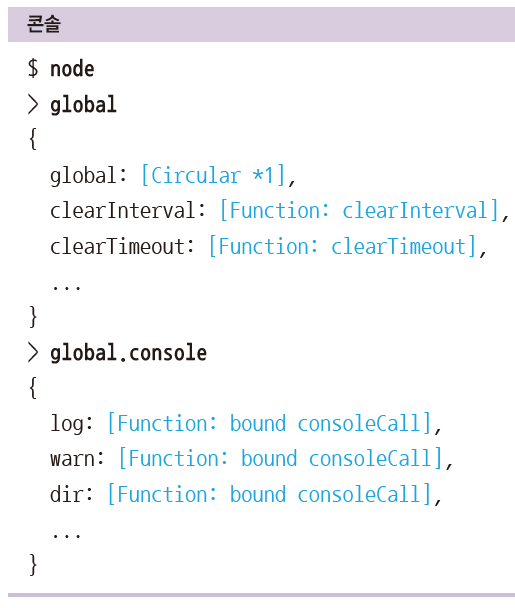 콘솔
$ node
> global
{
  global: [Circular *1],
  clearInterval: [Function: clearInterval],
  clearTimeout: [Function: clearTimeout],
  ...
}
> global.console
{
  log: [Function: bound consoleCall],
  warn: [Function: bound consoleCall],
  dir: [Function: bound consoleCall],
  ...
}